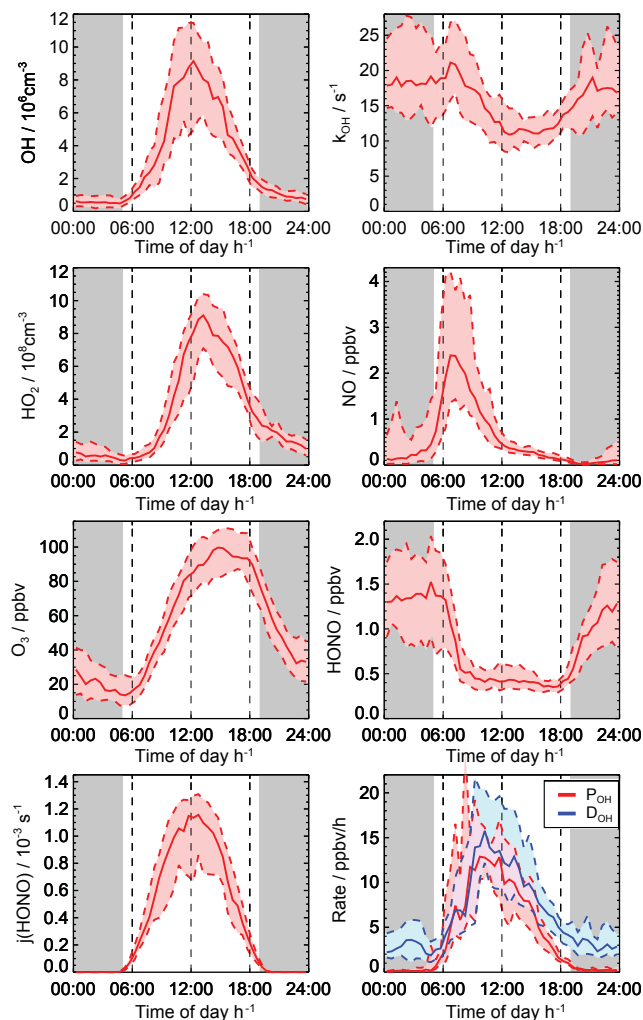 12
10
8
6
4
2
0
OH / 10⁶cm⁻³
00:00 06:00 12:00 18:00 24:00
Time of day h⁻¹
25
20
15
10
5
0
k_OH / s⁻¹
00:00 06:00 12:00 18:00 24:00
Time of day h⁻¹
12
10
8
6
4
2
0
HO₂ / 10⁸cm⁻³
00:00 06:00 12:00 18:00 24:00
Time of day h⁻¹
4
3
2
1
0
NO / ppbv
00:00 06:00 12:00 18:00 24:00
Time of day h⁻¹
100
80
60
40
20
0
O₃ / ppbv
00:00 06:00 12:00 18:00 24:00
Time of day h⁻¹
2.0
1.5
1.0
0.5
0.0
HONO / ppbv
00:00 06:00 12:00 18:00 24:00
Time of day h⁻¹
1.4
1.2
1.0
0.8
0.6
0.4
0.2
0.0
j(HONO) / 10⁻³ s⁻¹
00:00 06:00 12:00 18:00 24:00
Time of day h⁻¹
20
15
10
5
0
Rate / ppbv/h
P_OH
D_OH
00:00 06:00 12:00 18:00 24:00
Time of day h⁻¹